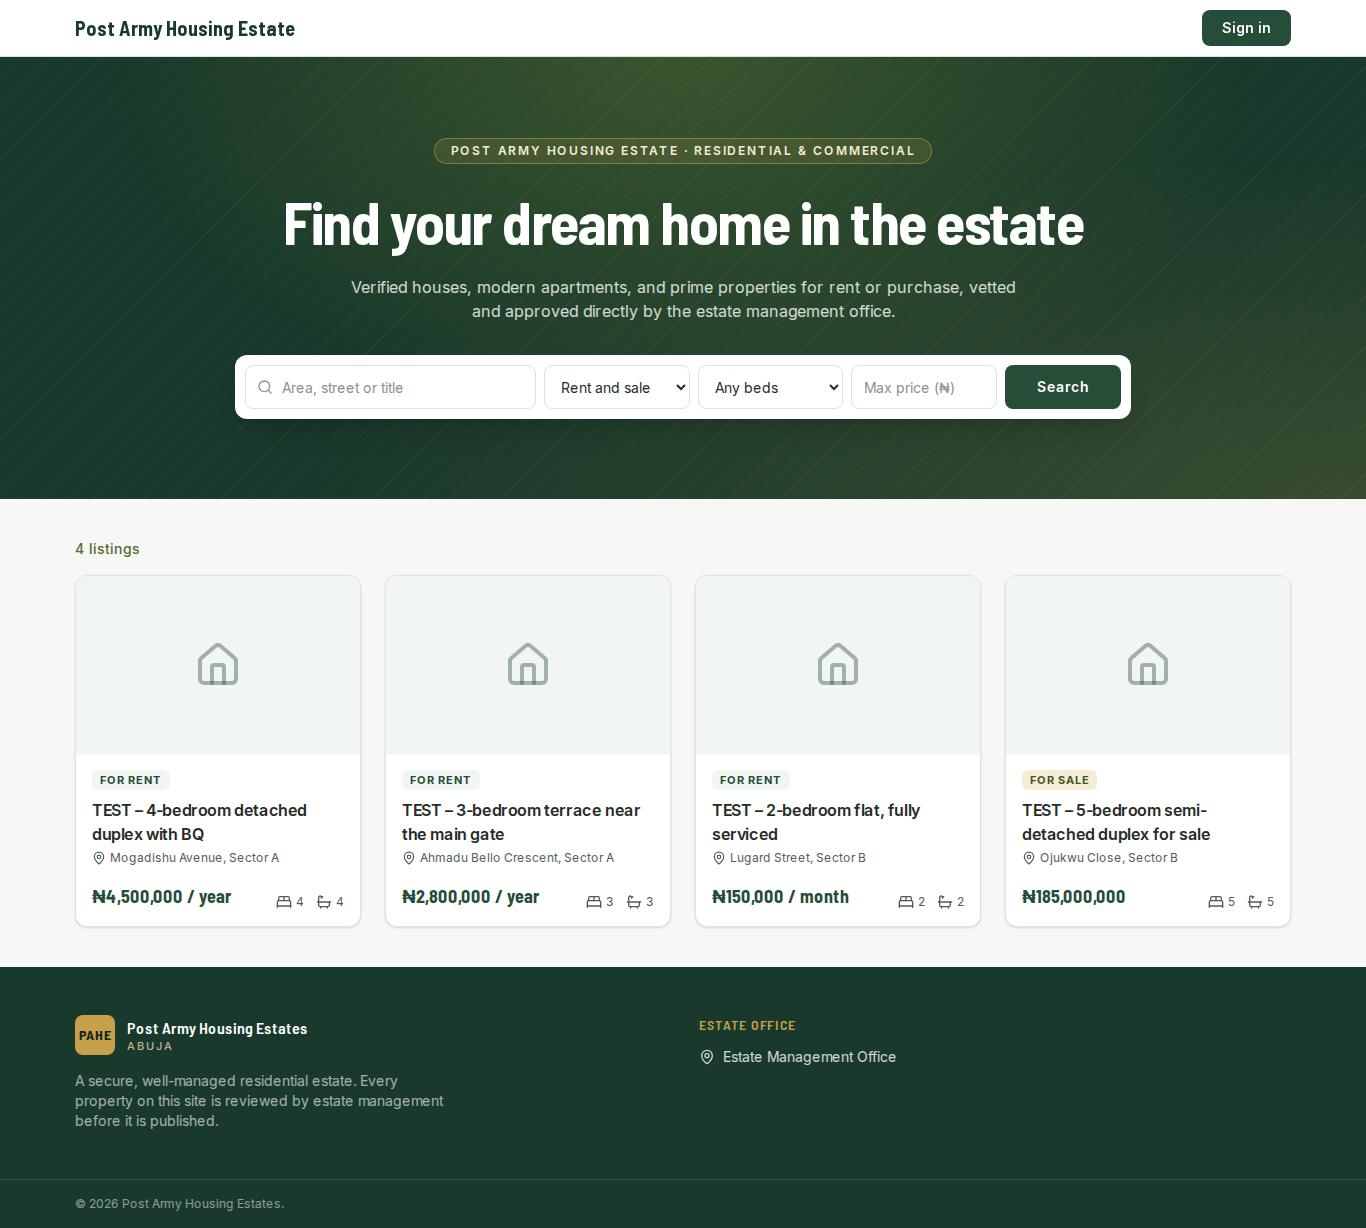 Post Army Housing Estate
Sign in
POST ARMY HOUSING ESTATE · RESIDENTIAL & COMMERCIAL
Find your dream home in the estate
Verified houses, modern apartments, and prime properties for rent or purchase, vetted
and approved directly by the estate management office.
Area, street or title
Rent and sale
Any beds
Max price (₦)
Search
4 listings
FOR RENT
TEST – 4-bedroom detached
duplex with BQ
Mogadishu Avenue, Sector A
₦4,500,000 / year
4
4
FOR RENT
TEST – 3-bedroom terrace near
the main gate
Ahmadu Bello Crescent, Sector A
₦2,800,000 / year
3
3
FOR RENT
TEST – 2-bedroom flat, fully
serviced
Lugard Street, Sector B
₦150,000 / month
2
2
FOR SALE
TEST – 5-bedroom semi-
detached duplex for sale
Ojukwu Close, Sector B
₦185,000,000
5
5
PAHE
Post Army Housing Estates
ABUJA
A secure, well-managed residential estate. Every
property on this site is reviewed by estate management
before it is published.
ESTATE OFFICE
Estate Management Office
© 2026 Post Army Housing Estates.